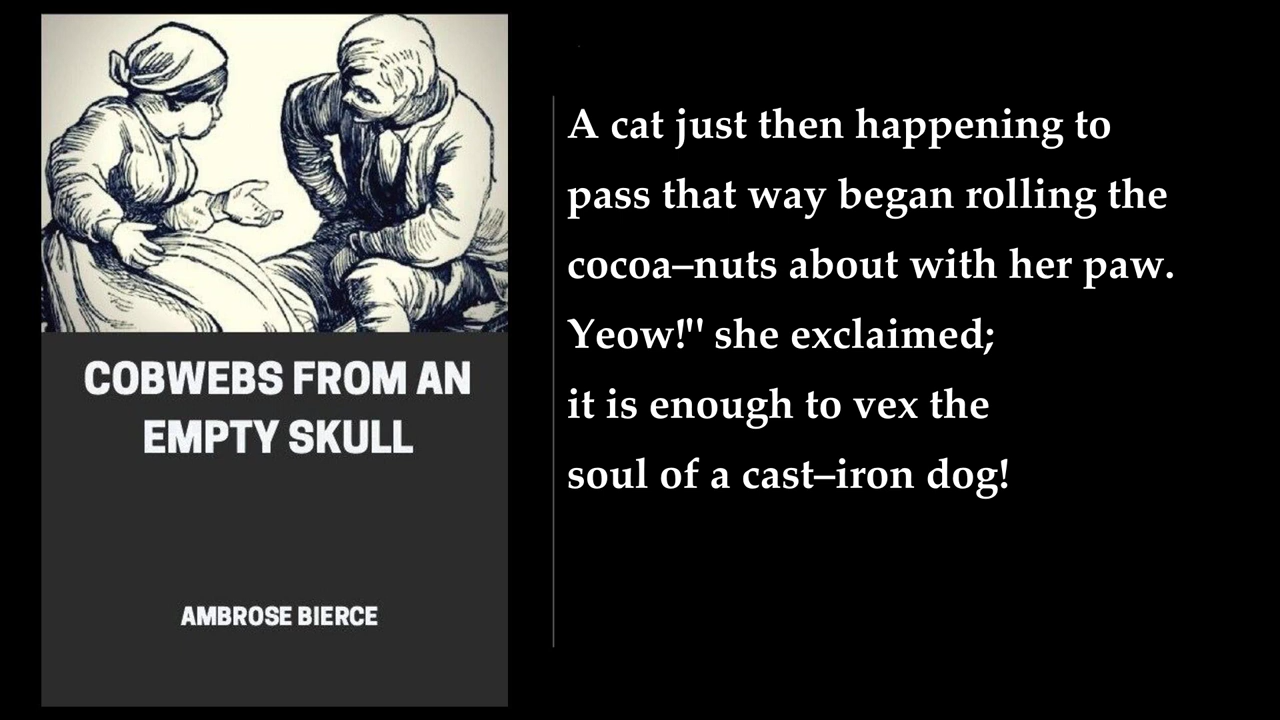 COBWEBS FROM AN
EMPTY SKULL
AMBROSE BIERCE
A cat just then happening to
pass that way began rolling the
cocoa–nuts about with her paw.
Yeow!" she exclaimed;
it is enough to vex the
soul of a cast–iron dog!